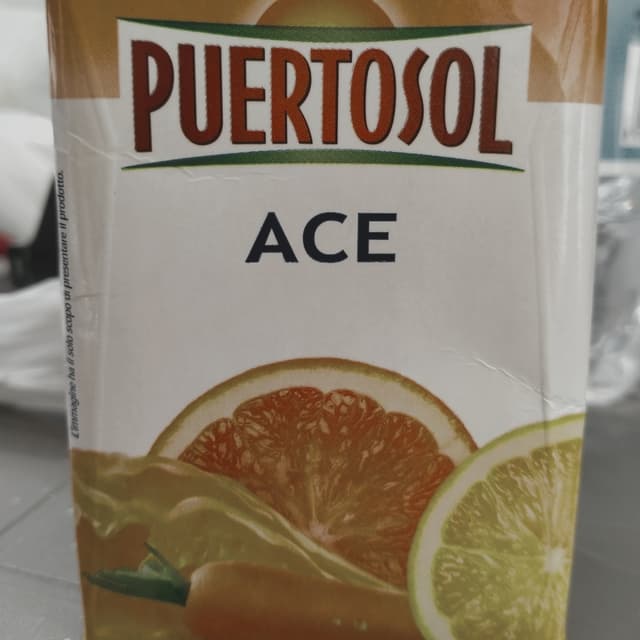 PUERTOSOL
ACE
L'immagine ha il solo scopo di presentare il prodotto.